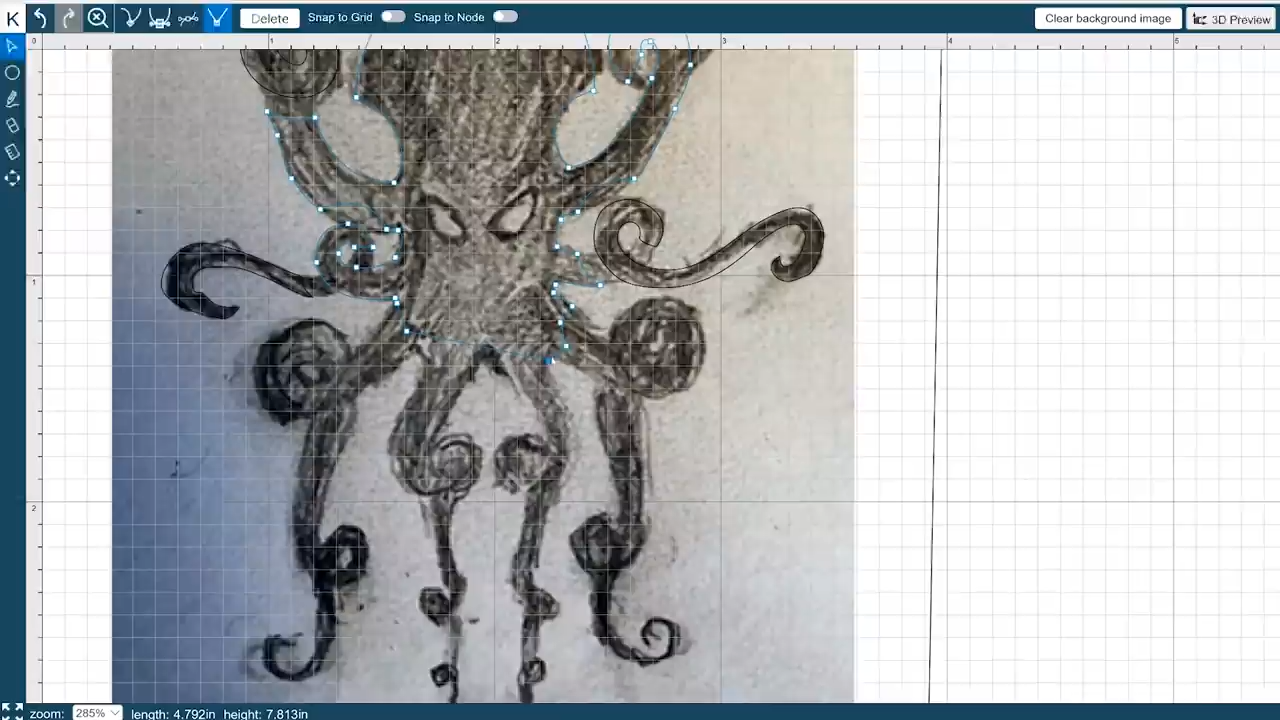 K Delete Snap to Grid Snap to Node Clear background image 3D Preview
0 1 2 3 4 5
1
2
zoom: 285% length: 4.792in height: 7.813in